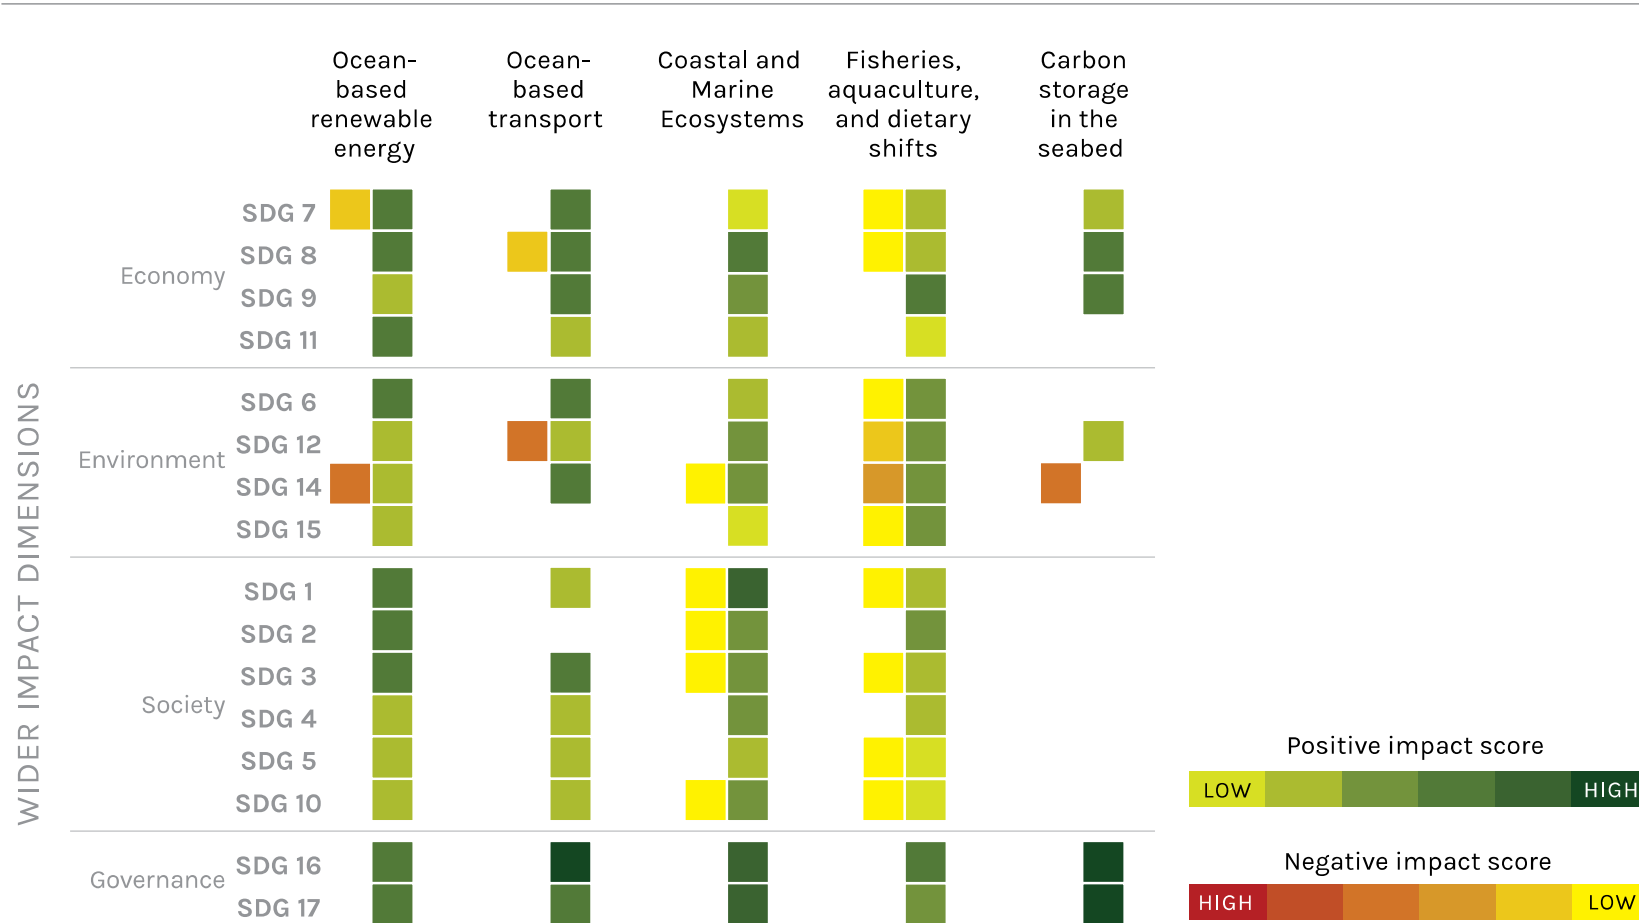 Ocean-
based
renewable
energy
Ocean-
based
transport
Coastal and
Marine
Ecosystems
Fisheries,
aquaculture,
and dietary
shifts
Carbon
storage
in the
seabed
WIDER IMPACT DIMENSIONS
Economy
SDG 7
SDG 8
SDG 9
SDG 11
Environment
SDG 6
SDG 12
SDG 14
SDG 15
Society
SDG 1
SDG 2
SDG 3
SDG 4
SDG 5
SDG 10
Governance
SDG 16
SDG 17
Positive impact score
LOW HIGH
Negative impact score
HIGH LOW